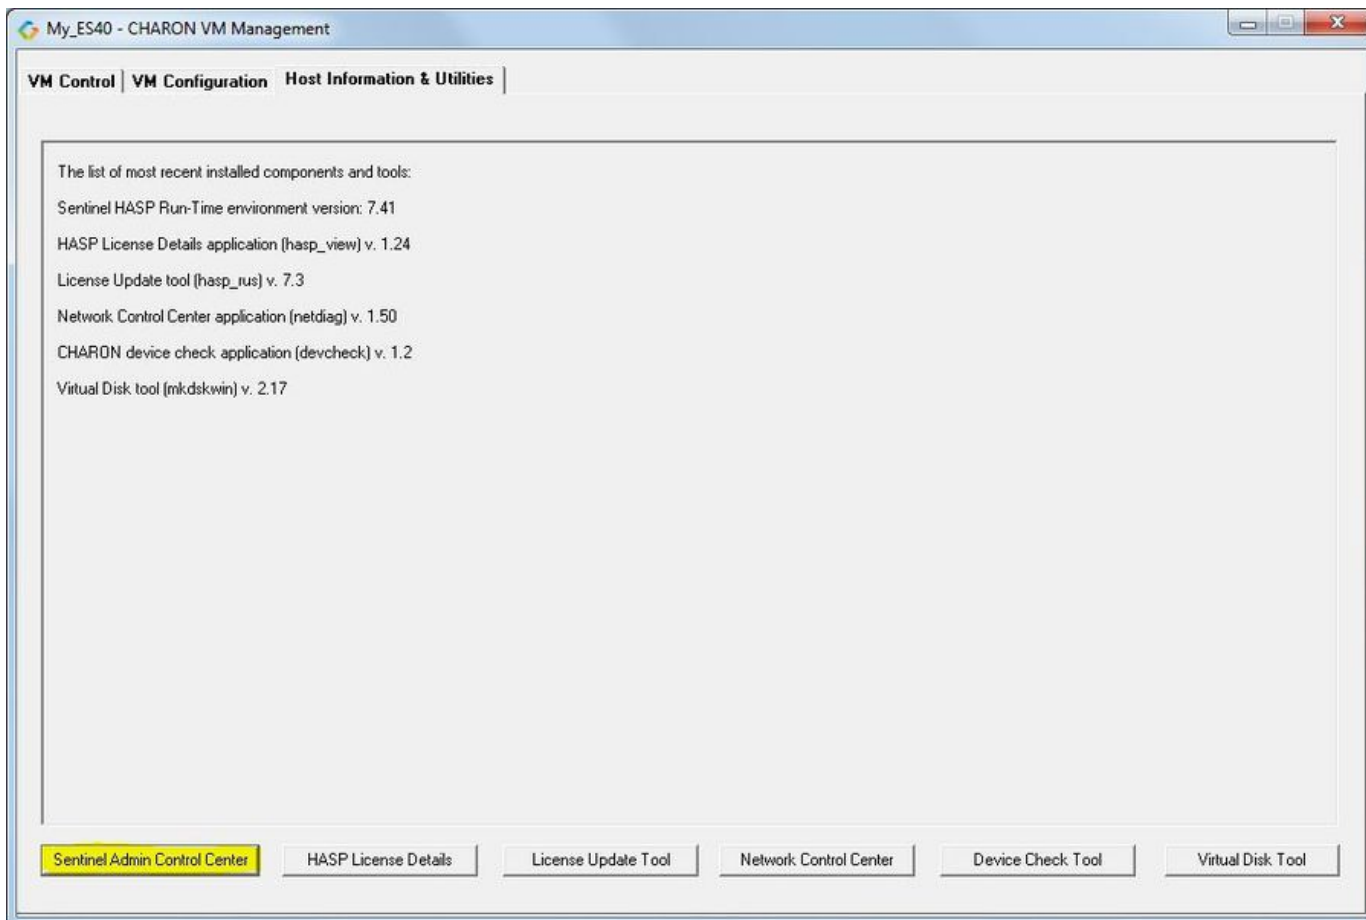 My_ES40 - CHARON VM Management
VM Control VM Configuration Host Information & Utilities
The list of most recent installed components and tools:
Sentinel HASP Run-Time environment version: 7.41
HASP License Details application (hasp_view) v. 1.24
License Update tool (hasp_rus) v. 7.3
Network Control Center application (netdiag) v. 1.50
CHARON device check application (devcheck) v. 1.2
Virtual Disk tool (mkdskwin) v. 2.17
Sentinel Admin Control Center HASP License Details License Update Tool Network Control Center Device Check Tool Virtual Disk Tool